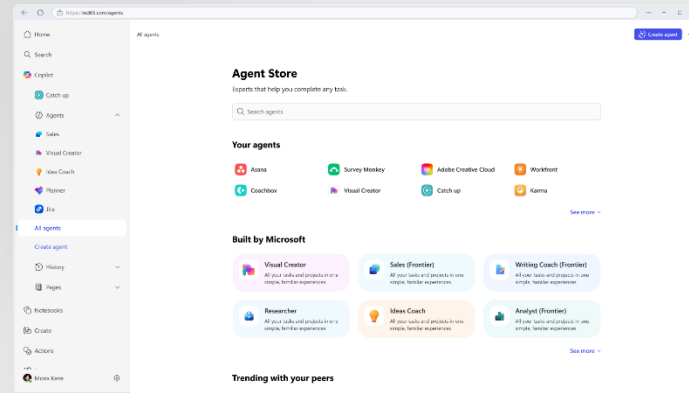 https://m365.com/agents
Home
All agents
Create agent
Search
Copilot
Catch up
Agents
Sales
Visual Creator
Idea Coach
Planner
Jira
All agents
Create agent
History
Pages
Notebooks
Create
Actions
Mona Kane
Agent Store
Experts that help you complete any task.
Search agents
Your agents
Asana
Survey Monkey
Adobe Creative Cloud
Workfront
Coachbox
Visual Creator
Catch up
Karma
See more
Built by Microsoft
Visual Creator
All your tasks and projects in one
simple, familiar experiences
Sales (Frontier)
All your tasks and projects in one
simple, familiar experiences
Writing Coach (Frontier)
All your tasks and projects in one
simple, familiar experiences
Researcher
All your tasks and projects in one
simple, familiar experiences
Ideas Coach
All your tasks and projects in one
simple, familiar experiences
Analyst (Frontier)
All your tasks and projects in one
simple, familiar experiences
See more
Trending with your peers